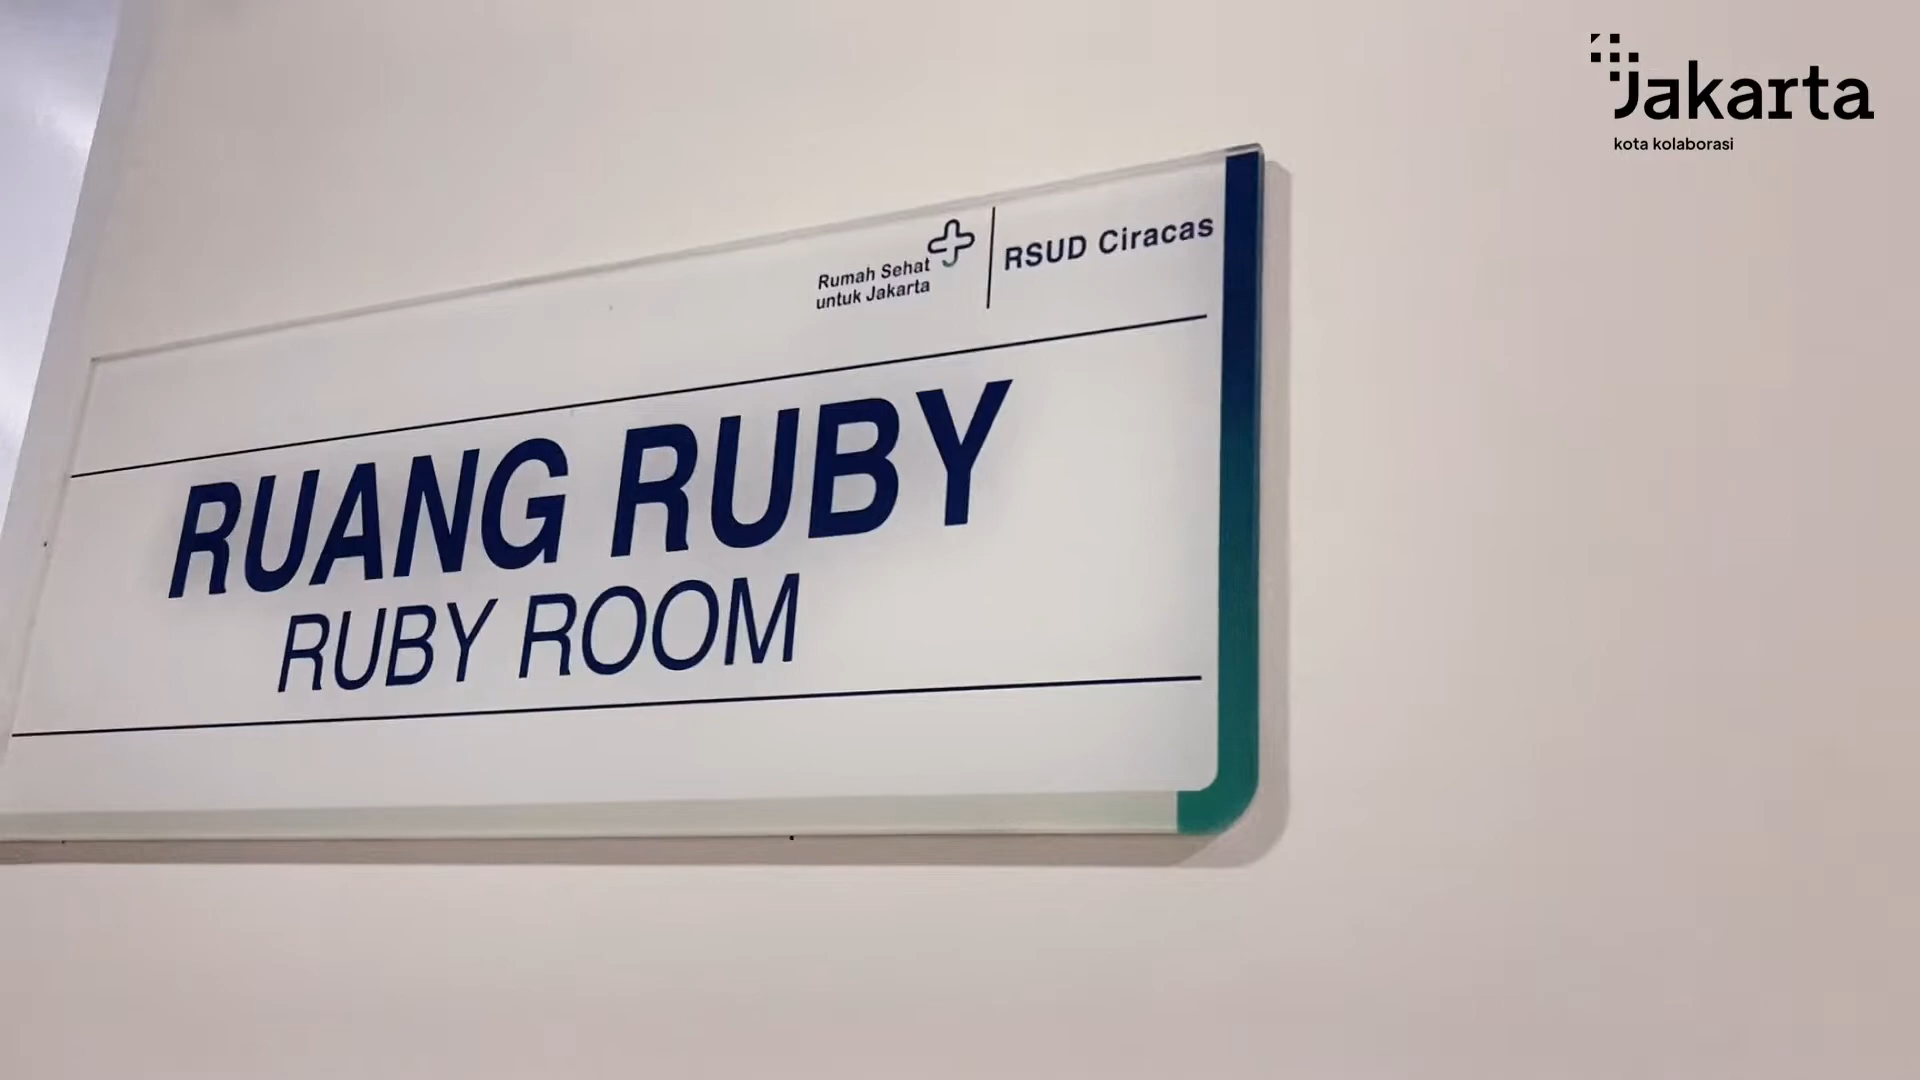 Jakarta
kota kolaborasi
Rumah Sehat
untuk Jakarta
RSUD Ciracas
RUANG RUBY
RUBY ROOM